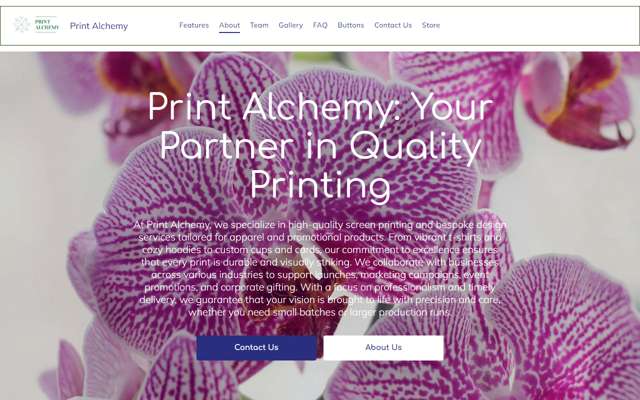 PRINT
ALCHEMY
Print Alchemy
Features About Team Gallery FAQ Buttons Contact Us Store
Print Alchemy: Your
Partner in Quality
Printing
At Print Alchemy, we specialize in high-quality screen printing and bespoke design
services tailored for apparel and promotional products. From vibrant t-shirts and
cozy hoodies to custom cups and cards, our commitment to excellence ensures
that every print is durable and visually striking. We collaborate with businesses
across various industries to support launches, marketing campaigns, event
promotions, and corporate gifting. With a focus on professionalism and timely
delivery, we guarantee that your vision is brought to life with precision and care,
whether you need small batches or larger production runs.
Contact Us About Us